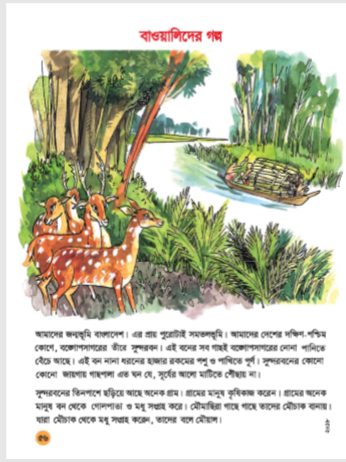 বাওয়ালিদের গল্প
আমাদের জন্মভূমি বাংলাদেশ। এর প্রায় পুরোটাই সমতলভূমি। আমাদের দেশের দক্ষিণ-পশ্চিম
কোণে, বঙ্গোপসাগরের তীরে সুন্দরবন। এই বনের সব গাছই বঙ্গোপসাগরের নোনা পানিতে
বেঁচে আছে। এই বন নানা ধরনের হাজার রকমের পশু ও পাখিতে পূর্ণ। সুন্দরবনের কোনো
কোনো জায়গায় গাছপালা এত ঘন যে, সূর্যের আলো মাটিতে পৌঁছায় না।
সুন্দরবনের তিনপাশে ছড়িয়ে আছে অনেক গ্রাম। গ্রামের মানুষ কৃষিকাজ করেন। গ্রামের অনেক
মানুষ বন থেকে গোলপাতা ও মধু সংগ্রহ করে। মৌমাছিরা গাছে গাছে তাদের মৌচাক বানায়।
যারা মৌচাক থেকে মধু সংগ্রহ করেন, তাদের বলে মৌয়াল।
৫৬